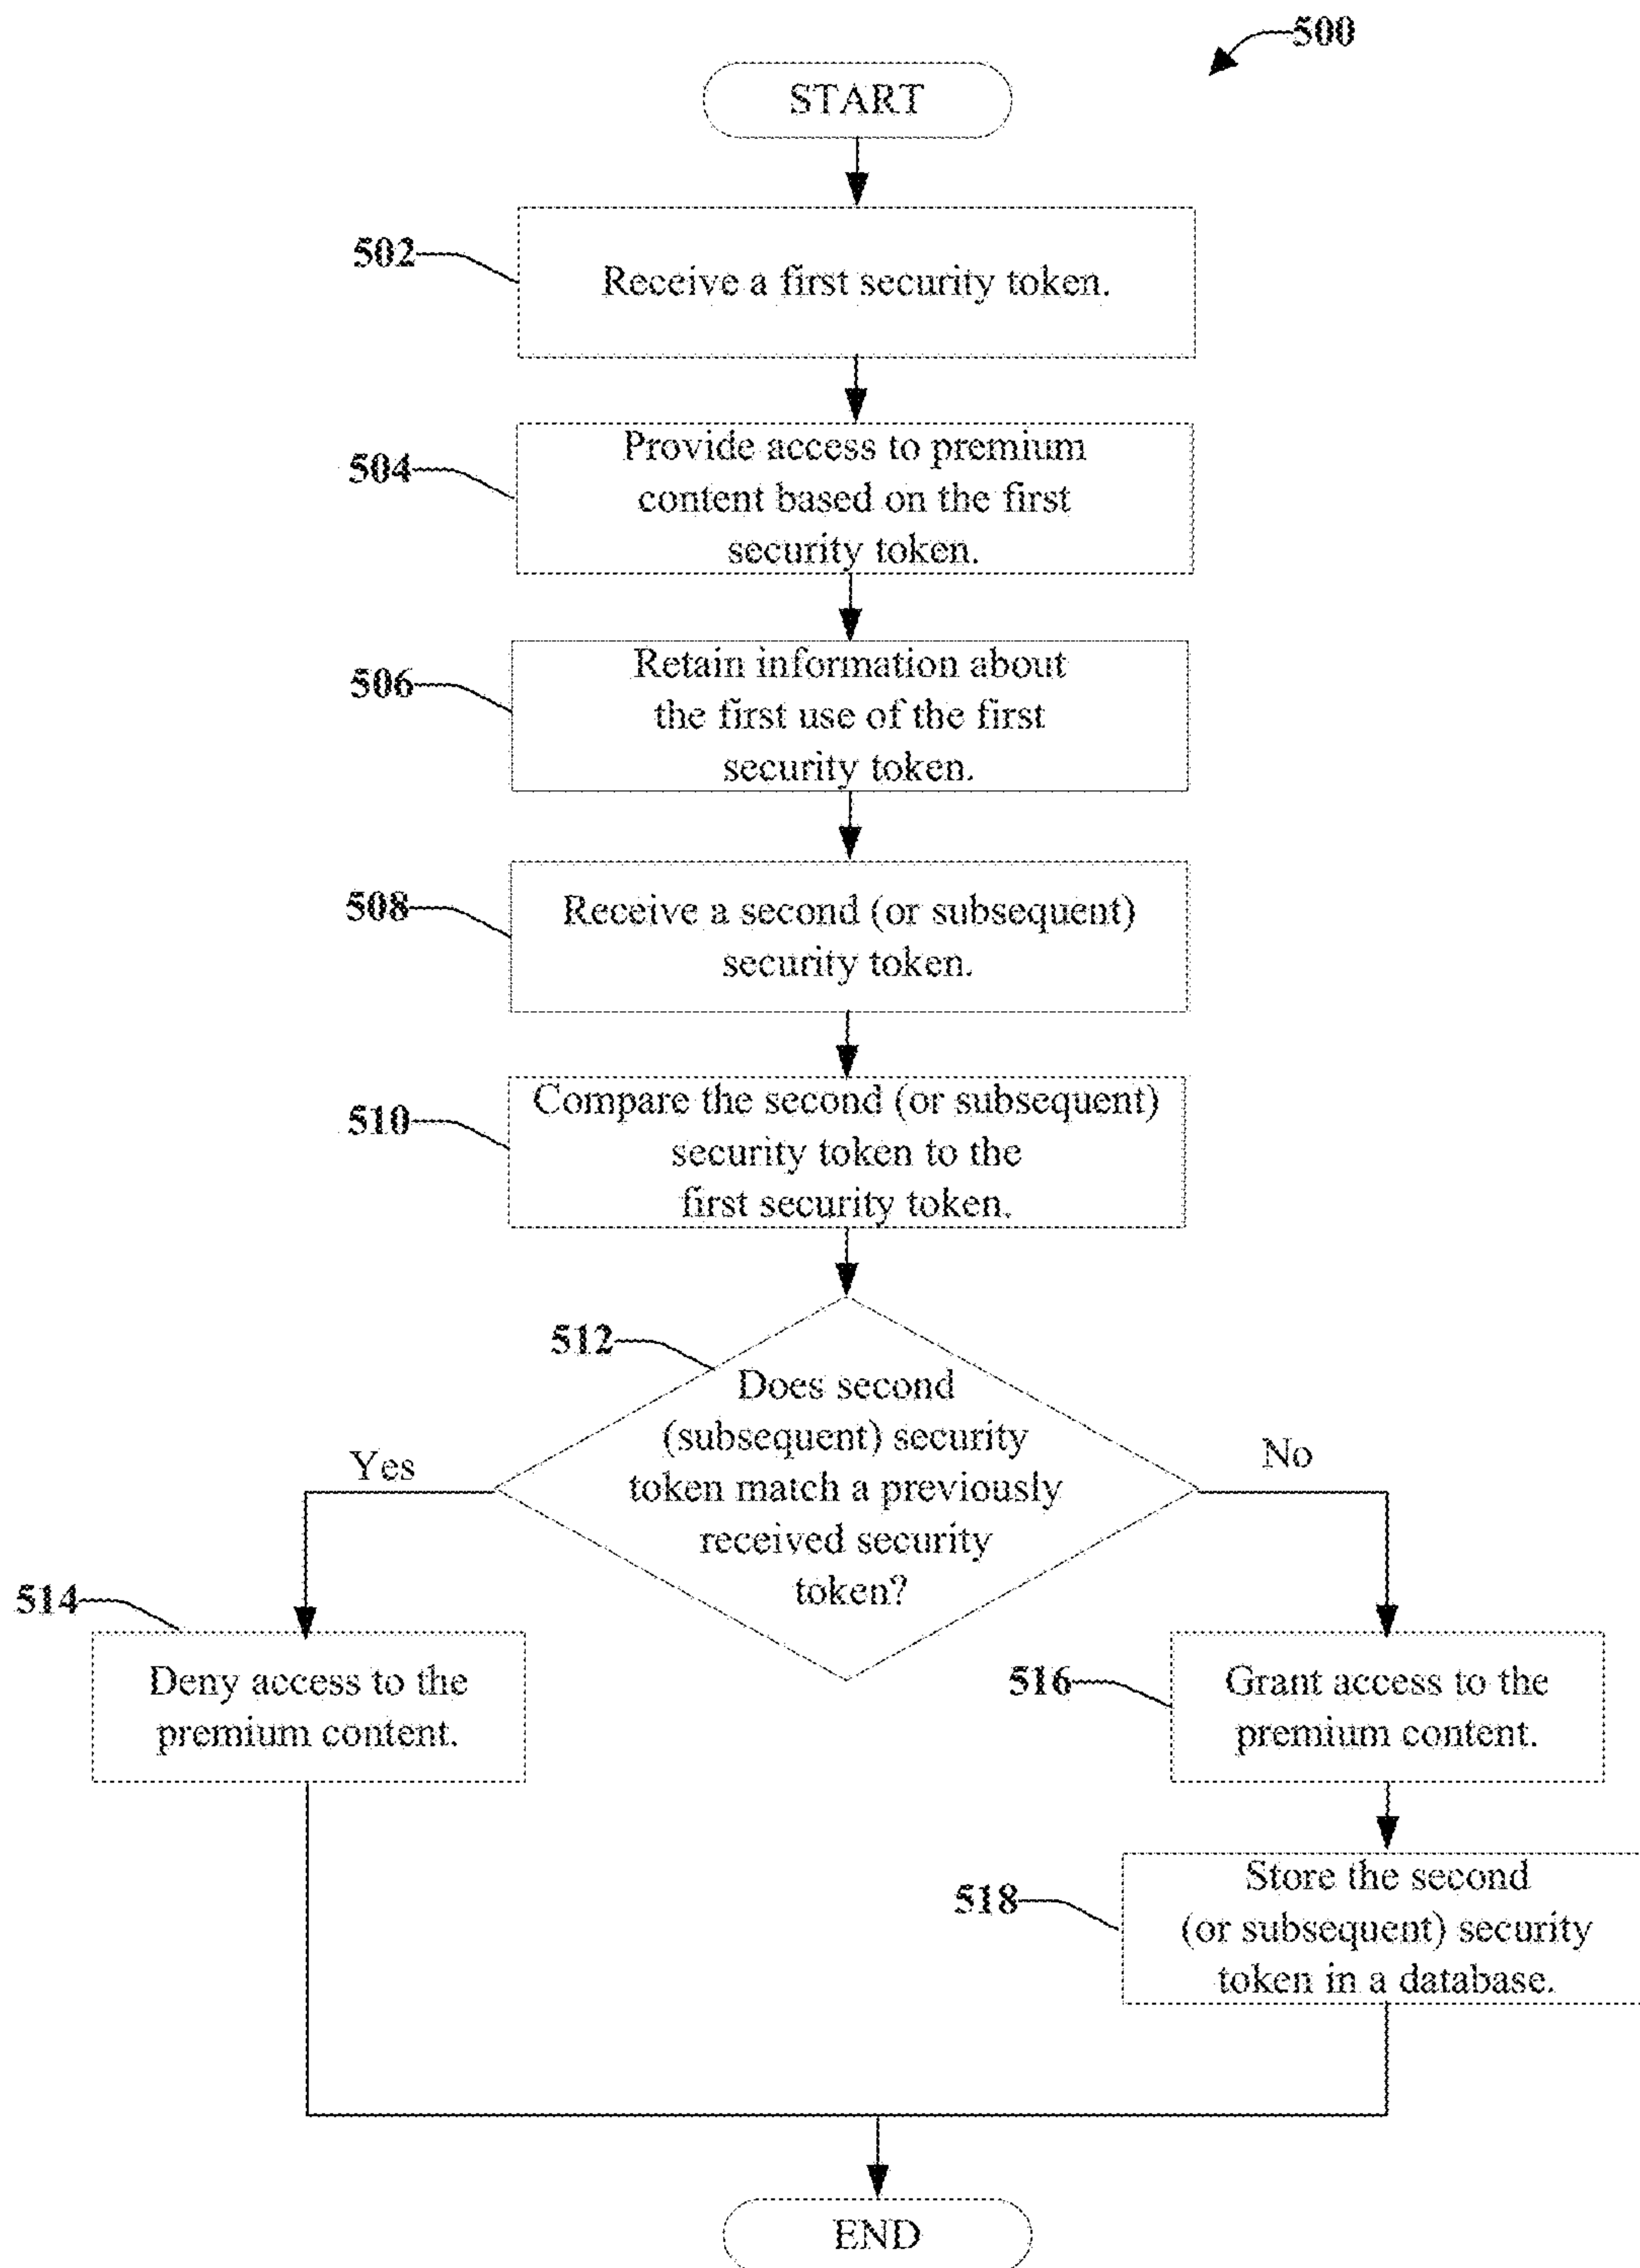 500
START
502
Receive a first security token.
504
Provide access to premium
content based on the first
security token.
506
Retain information about
the first use of the first
security token.
508
Receive a second (or subsequent)
security token.
510
Compare the second (or subsequent)
security token to the
first security token.
512
Does second
(subsequent) security
token match a previously
received security
token?
Yes
No
514
Deny access to the
premium content.
516
Grant access to the
premium content.
518
Store the second
(or subsequent) security
token in a database.
END